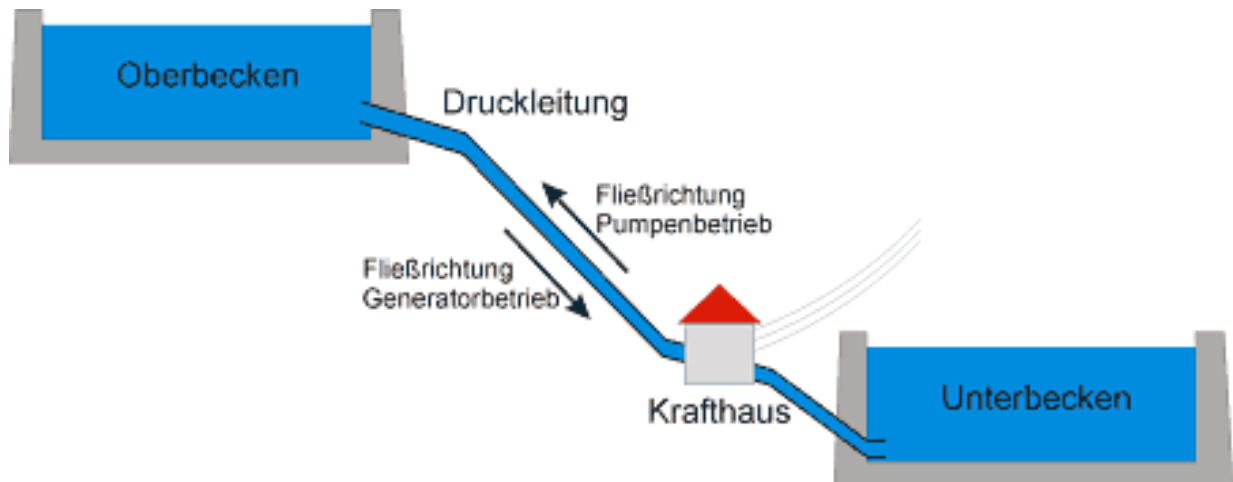 Oberbecken
Druckleitung
Fließrichtung
Pumpenbetrieb
Fließrichtung
Generatorbetrieb
Krafthaus
Unterbecken